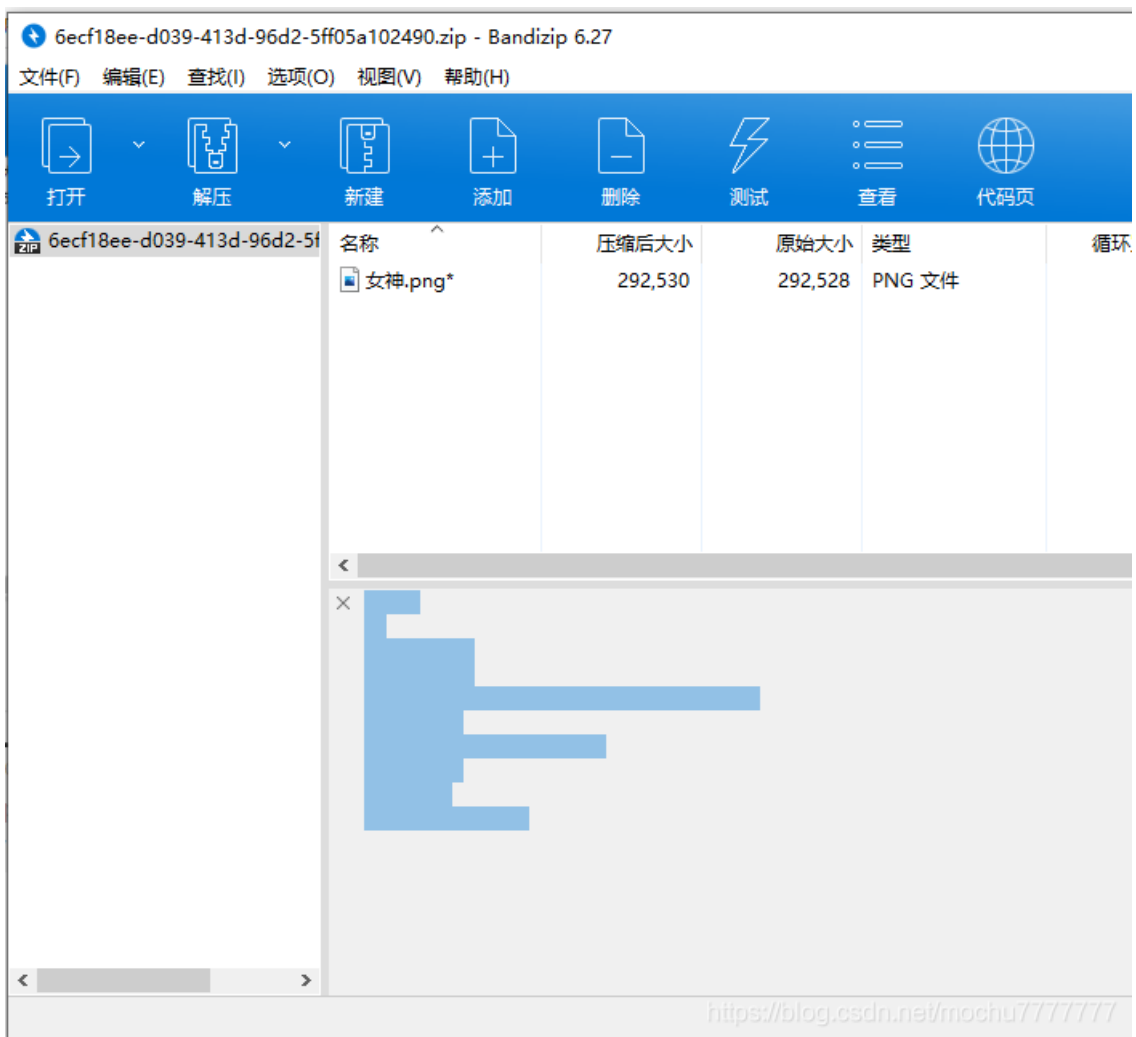 6ecf18ee-d039-413d-96d2-5ff05a102490.zip - Bandizip 6.27
文件(F) 编辑(E) 查找(I) 选项(O) 视图(V) 帮助(H)
打开 解压 新建 添加 删除 测试 查看 代码页
ZIP 6ecf18ee-d039-413d-96d2-5f
名称 压缩后大小 原始大小 类型 循环
女神.png* 292,530 292,528 PNG 文件
https://blog.csdn.net/mochu7777777